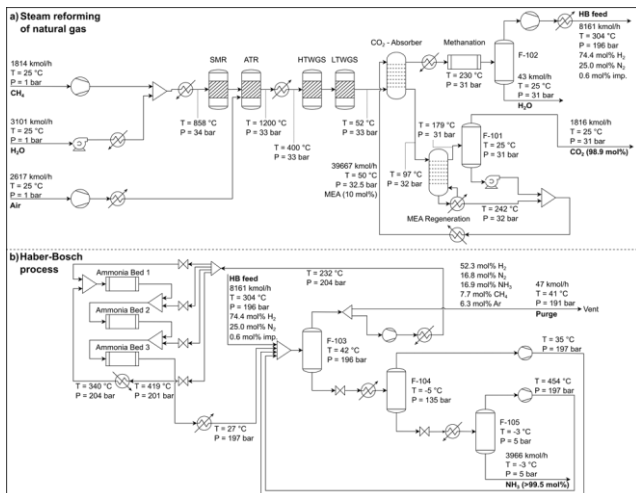 a) Steam reforming
of natural gas
1814 kmol/h
T = 25 °C
P = 1 bar
CH₄
3101 kmol/h
T = 25 °C
P = 1 bar
H₂O
2617 kmol/h
T = 25 °C
P = 1 bar
Air
SMR
ATR
HTWGS
LTWGS
T = 858 °C
P = 34 bar
T = 1200 °C
P = 33 bar
T = 400 °C
P = 33 bar
T = 52 °C
P = 33 bar
CO₂ - Absorber
Methanation
T = 230 °C
P = 31 bar
F-102
HB feed
8161 kmol/h
T = 304 °C
P = 196 bar
74.4 mol% H₂
25.0 mol% N₂
0.6 mol% imp.
43 kmol/h
T = 25 °C
P = 31 bar
H₂O
T = 179 °C
P = 31 bar
F-101
T = 25 °C
P = 31 bar
1816 kmol/h
T = 25 °C
P = 31 bar
CO₂ (98.9 mol%)
39667 kmol/h
T = 50 °C
P = 32.5 bar
MEA (10 mol%)
T = 97 °C
P = 32 bar
MEA Regeneration
T = 242 °C
P = 32 bar
b) Haber-Bosch
process
Ammonia Bed 1
Ammonia Bed 2
Ammonia Bed 3
T = 340 °C
P = 204 bar
T = 419 °C
P = 201 bar
T = 27 °C
P = 197 bar
HB feed
8161 kmol/h
T = 304 °C
P = 196 bar
74.4 mol% H₂
25.0 mol% N₂
0.6 mol% imp.
T = 232 °C
P = 204 bar
F-103
T = 42 °C
P = 196 bar
52.3 mol% H₂
16.8 mol% N₂
16.9 mol% NH₃
7.7 mol% CH₄
6.3 mol% Ar
47 kmol/h
T = 41 °C
P = 191 bar
Purge
Vent
F-104
T = -5 °C
P = 135 bar
T = 35 °C
P = 197 bar
T = 454 °C
P = 197 bar
F-105
T = -3 °C
P = 5 bar
3966 kmol/h
T = -3 °C
P = 5 bar
NH₃ (>99.5 mol%)